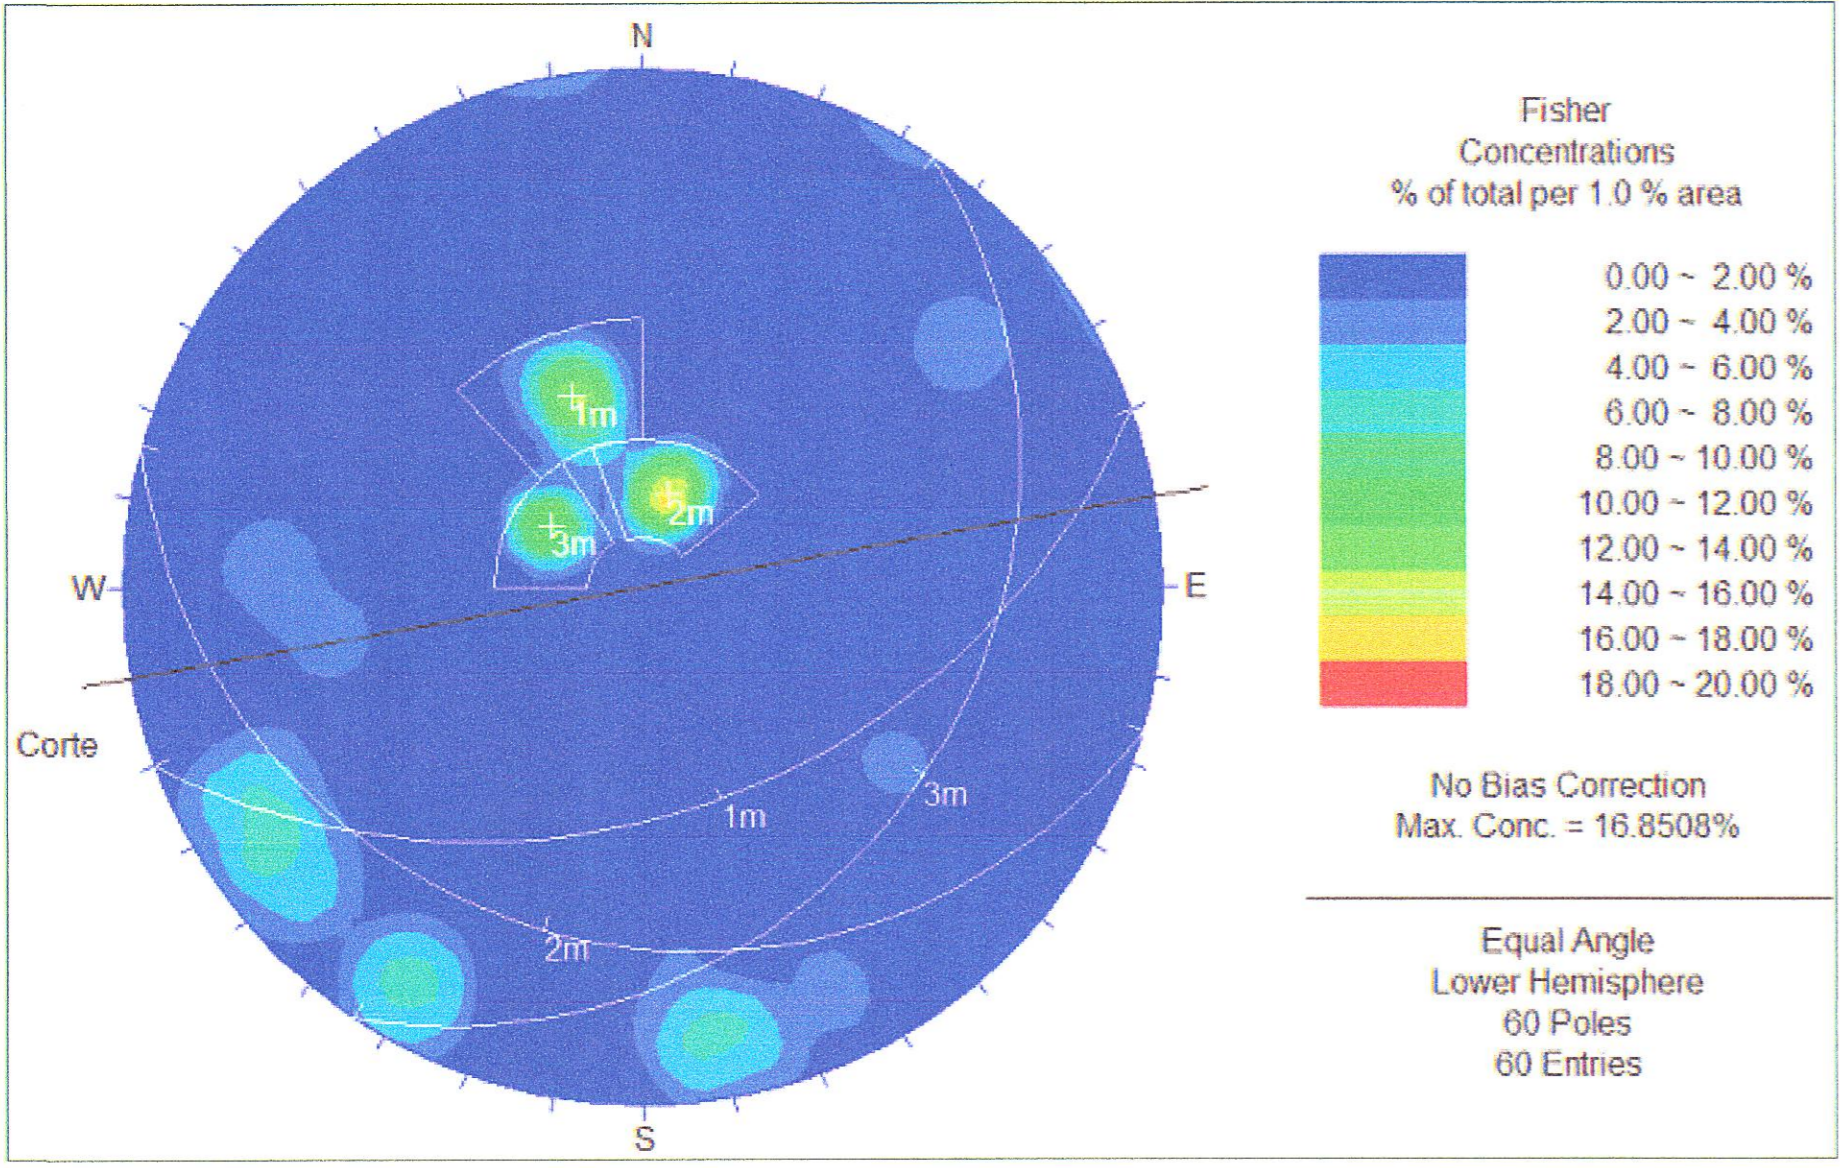 N
W
E
S
Corte
1m
2m
3m
1m
3m
2m
Fisher
Concentrations
% of total per 1.0 % area
0.00 ~ 2.00 %
2.00 ~ 4.00 %
4.00 ~ 6.00 %
6.00 ~ 8.00 %
8.00 ~ 10.00 %
10.00 ~ 12.00 %
12.00 ~ 14.00 %
14.00 ~ 16.00 %
16.00 ~ 18.00 %
18.00 ~ 20.00 %
No Bias Correction
Max. Conc. = 16.8508%
Equal Angle
Lower Hemisphere
60 Poles
60 Entries